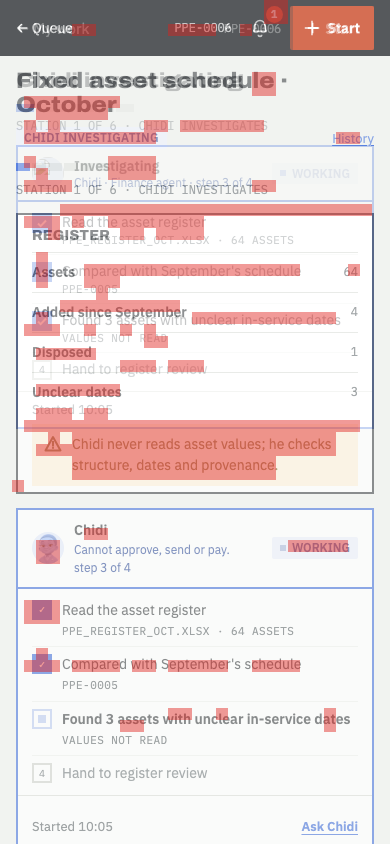 ← Queue
My work
PPE-0006
PPE-0006
1
+ Start
Fixed asset schedule ·
October
STATION 1 OF 6 · CHIDI INVESTIGATES
CHIDI INVESTIGATING
History
Investigating
Chidi · Finance agent · step 3 of 4
WORKING
STATION 1 OF 6 · CHIDI INVESTIGATES
Read the asset register
REGISTER
PPE_REGISTER_OCT.XLSX · 64 ASSETS
Assets
64
Compared with September's schedule
PPE-0005
Added since September
4
Found 3 assets with unclear in-service dates
VALUES NOT READ
Disposed
1
4
Hand to register review
Unclear dates
3
Started 10:05
Chidi never reads asset values; he checks
structure, dates and provenance.
Chidi
Cannot approve, send or pay.
step 3 of 4
WORKING
✓ Read the asset register
PPE_REGISTER_OCT.XLSX · 64 ASSETS
✓ Compared with September's schedule
PPE-0005
Found 3 assets with unclear in-service dates
VALUES NOT READ
4 Hand to register review
Started 10:05
Ask Chidi